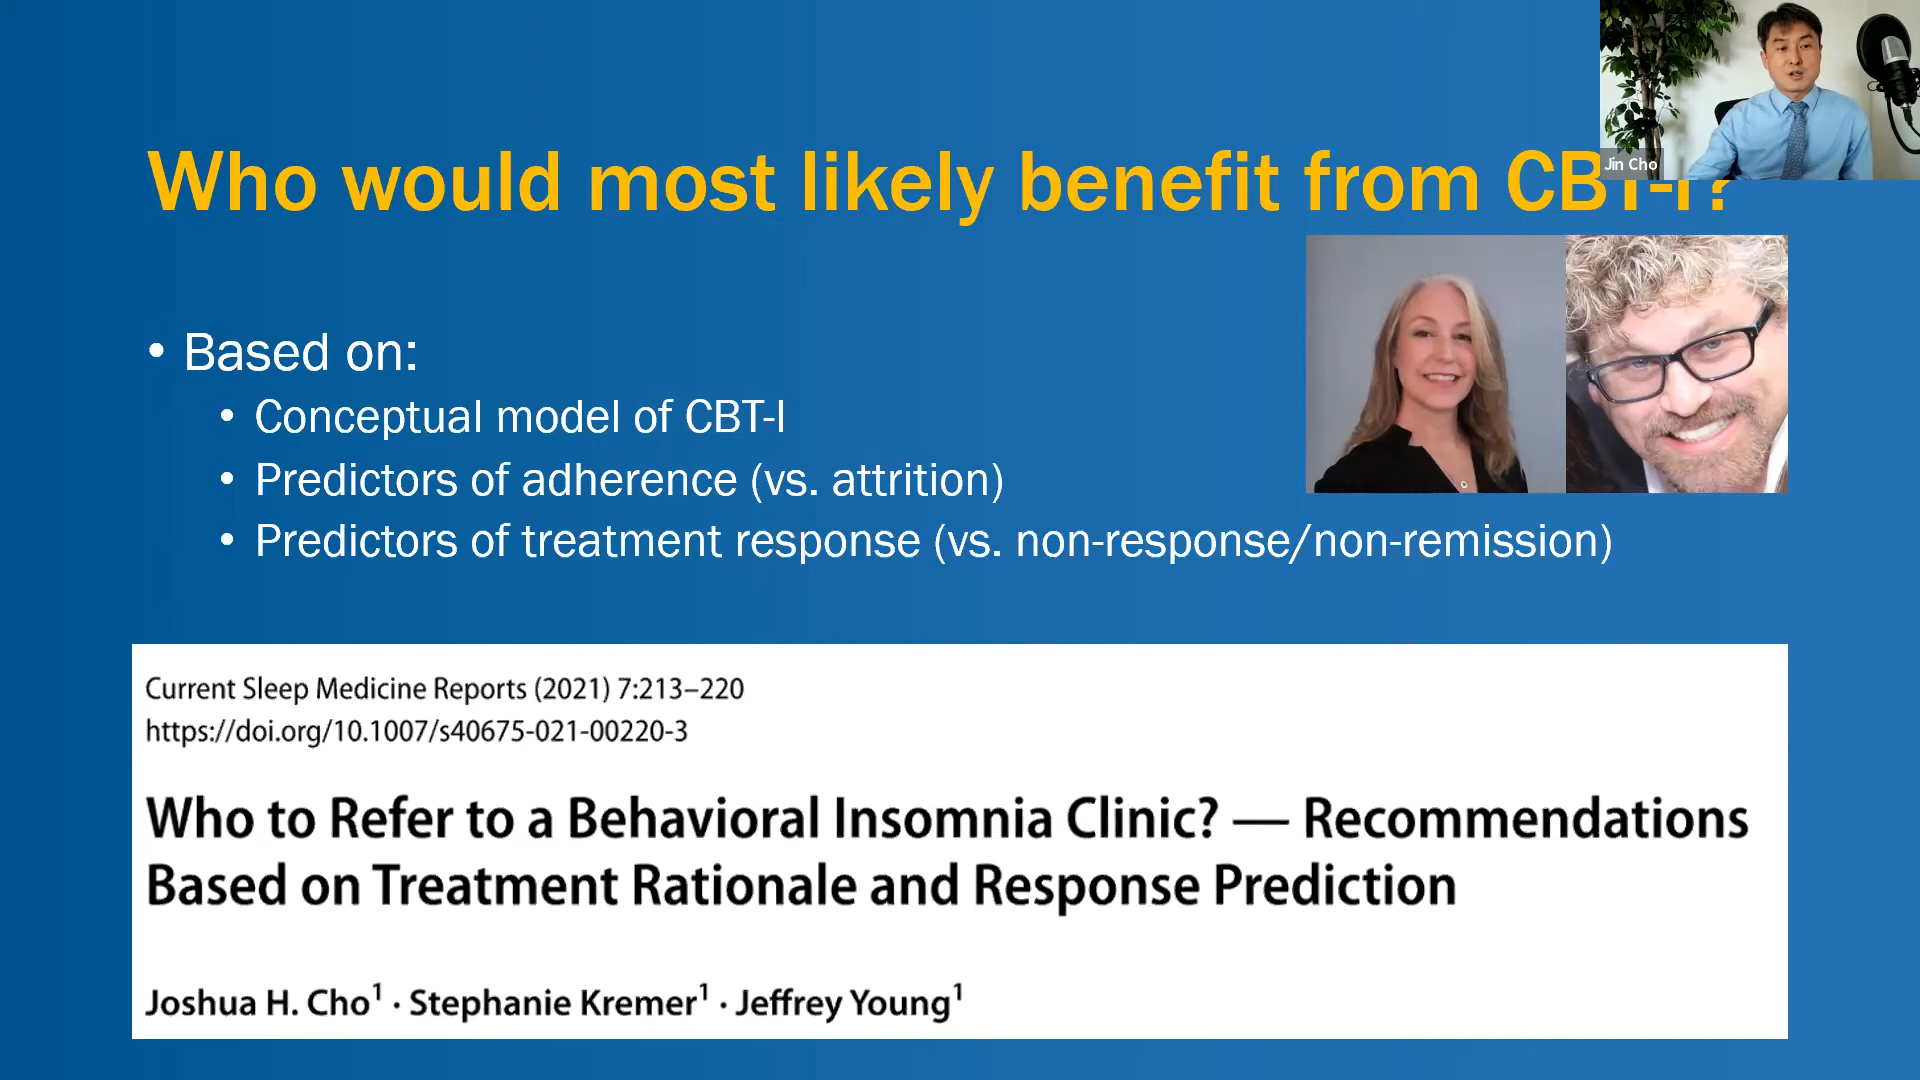 Who would most likely benefit from CBT-I?
Jin Cho
• Based on:
• Conceptual model of CBT-I
• Predictors of adherence (vs. attrition)
• Predictors of treatment response (vs. non-response/non-remission)
Current Sleep Medicine Reports (2021) 7:213–220
https://doi.org/10.1007/s40675-021-00220-3
Who to Refer to a Behavioral Insomnia Clinic? — Recommendations
Based on Treatment Rationale and Response Prediction
Joshua H. Cho¹ · Stephanie Kremer¹ · Jeffrey Young¹